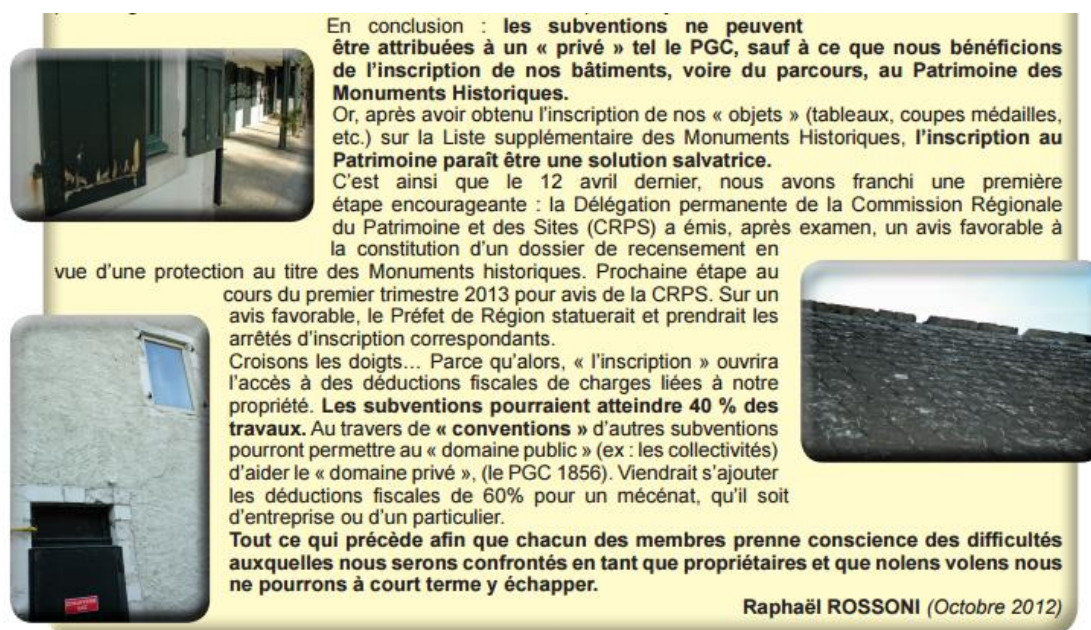 En conclusion : les subventions ne peuvent
être attribuées à un « privé » tel le PGC, sauf à ce que nous bénéficions
de l'inscription de nos bâtiments, voire du parcours, au Patrimoine des
Monuments Historiques.
Or, après avoir obtenu l'inscription de nos « objets » (tableaux, coupes médailles,
etc.) sur la Liste supplémentaire des Monuments Historiques, l'inscription au
Patrimoine paraît être une solution salvatrice.
C'est ainsi que le 12 avril dernier, nous avons franchi une première
étape encourageante : la Délégation permanente de la Commission Régionale
du Patrimoine et des Sites (CRPS) a émis, après examen, un avis favorable à
la constitution d'un dossier de recensement en
vue d'une protection au titre des Monuments historiques. Prochaine étape au
cours du premier trimestre 2013 pour avis de la CRPS. Sur un
avis favorable, le Préfet de Région statuerait et prendrait les
arrêtés d'inscription correspondants.
Croisons les doigts… Parce qu'alors, « l'inscription » ouvrira
l'accès à des déductions fiscales de charges liées à notre
propriété. Les subventions pourraient atteindre 40 % des
travaux. Au travers de « conventions » d'autres subventions
pourront permettre au « domaine public » (ex : les collectivités)
d'aider le « domaine privé », (le PGC 1856). Viendrait s'ajouter
les déductions fiscales de 60% pour un mécénat, qu'il soit
d'entreprise ou d'un particulier.
Tout ce qui précède afin que chacun des membres prenne conscience des difficultés
auxquelles nous serons confrontés en tant que propriétaires et que nolens volens nous
ne pourrons à court terme y échapper.
Raphaël ROSSONI (Octobre 2012)